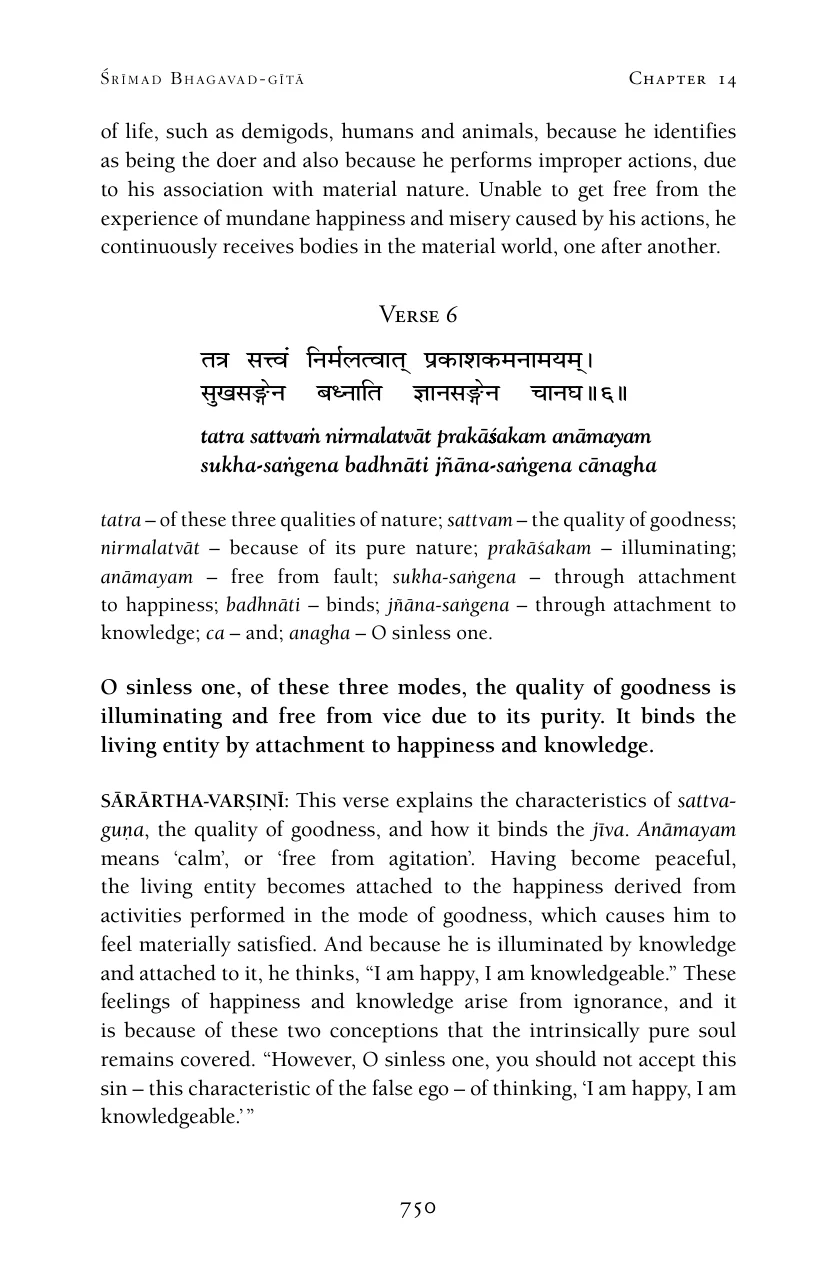 Śrīmad Bhagavad-gītā Chapter 14
of life, such as demigods, humans and animals, because he identifies
as being the doer and also because he performs improper actions, due
to his association with material nature. Unable to get free from the
experience of mundane happiness and misery caused by his actions, he
continuously receives bodies in the material world, one after another.
Verse 6
तत्र सत्त्वं निर्मलत्वात् प्रकाशकमनामयम्।
सुखसङ्गेन बध्नाति ज्ञानसङ्गेन चानघ॥६॥
tatra sattvaṁ nirmalatvāt prakāśakam anāmayam
sukha-saṅgena badhnāti jñāna-saṅgena cānagha
tatra – of these three qualities of nature; sattvam – the quality of goodness;
nirmalatvāt – because of its pure nature; prakāśakam – illuminating;
anāmayam – free from fault; sukha-saṅgena – through attachment
to happiness; badhnāti – binds; jñāna-saṅgena – through attachment to
knowledge; ca – and; anagha – O sinless one.
O sinless one, of these three modes, the quality of goodness is
illuminating and free from vice due to its purity. It binds the
living entity by attachment to happiness and knowledge.
SĀRĀRTHA-VARṢIṆĪ: This verse explains the characteristics of sattva-
guṇa, the quality of goodness, and how it binds the jīva. Anāmayam
means ‘calm’, or ‘free from agitation’. Having become peaceful,
the living entity becomes attached to the happiness derived from
activities performed in the mode of goodness, which causes him to
feel materially satisfied. And because he is illuminated by knowledge
and attached to it, he thinks, “I am happy, I am knowledgeable.” These
feelings of happiness and knowledge arise from ignorance, and it
is because of these two conceptions that the intrinsically pure soul
remains covered. “However, O sinless one, you should not accept this
sin – this characteristic of the false ego – of thinking, ‘I am happy, I am
knowledgeable.’”
750